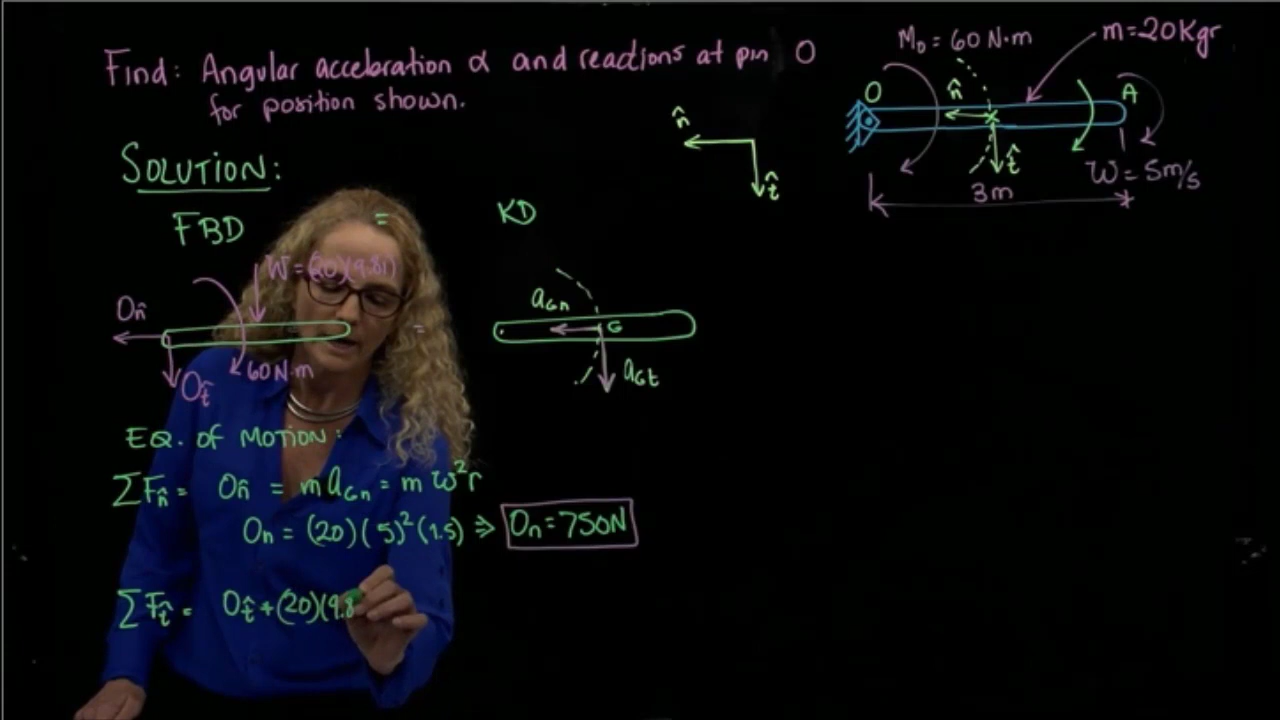 Find: Angular acceleration α and reactions at pin O
for position shown.
M₀ = 60 N·m
m = 20 Kgr
O
n̂
A
t̂
W = 5m/s
3m
n̂
t̂
SOLUTION:
FBD
=
KD
W = (20)(9.81)
On̂
60 N·m
Ot̂
=
aGn
G
aGt
EQ. OF MOTION:
ΣFn̂ = On̂ = m aGn = m ω²r
On = (20)(5)²(1.5) ⇒ On = 750N
ΣFt̂ = Ot̂ + (20)(9.8